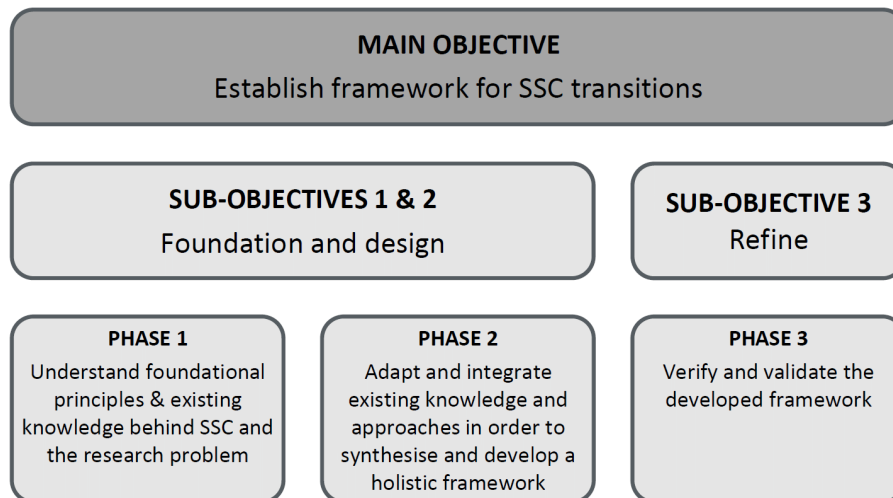 MAIN OBJECTIVE
Establish framework for SSC transitions
SUB-OBJECTIVES 1 & 2
Foundation and design
SUB-OBJECTIVE 3
Refine
PHASE 1
Understand foundational
principles & existing
knowledge behind SSC and
the research problem
PHASE 2
Adapt and integrate
existing knowledge and
approaches in order to
synthesise and develop a
holistic framework
PHASE 3
Verify and validate the
developed framework